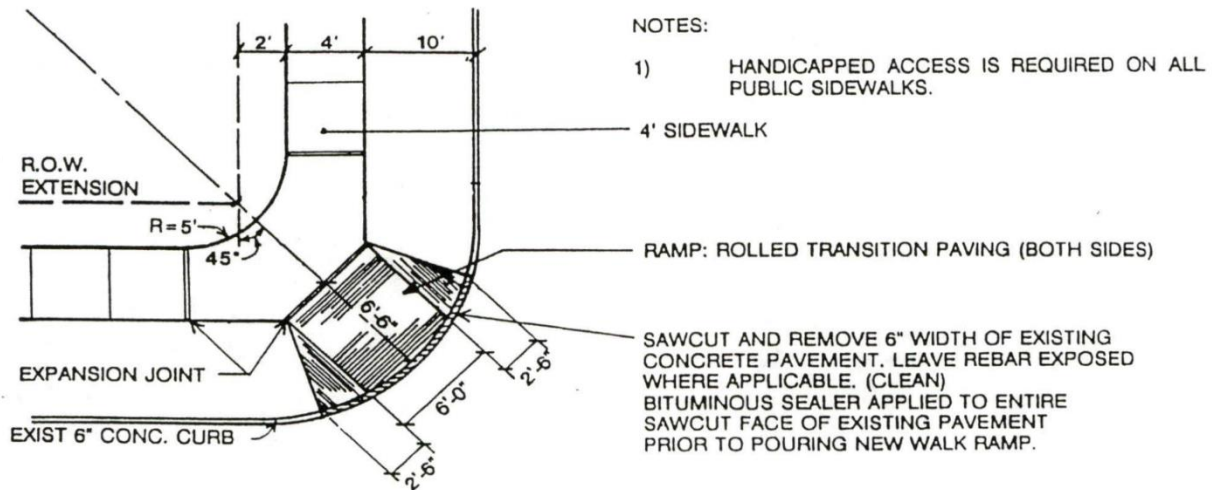 2'
4'
10'
NOTES:
1) HANDICAPPED ACCESS IS REQUIRED ON ALL
PUBLIC SIDEWALKS.
4' SIDEWALK
R.O.W.
EXTENSION
R=5'
45°
RAMP: ROLLED TRANSITION PAVING (BOTH SIDES)
6'-6"
SAWCUT AND REMOVE 6" WIDTH OF EXISTING
CONCRETE PAVEMENT. LEAVE REBAR EXPOSED
WHERE APPLICABLE. (CLEAN)
BITUMINOUS SEALER APPLIED TO ENTIRE
SAWCUT FACE OF EXISTING PAVEMENT
PRIOR TO POURING NEW WALK RAMP.
EXPANSION JOINT
2'-6"
6'-0"
EXIST 6" CONC. CURB
2'-6"